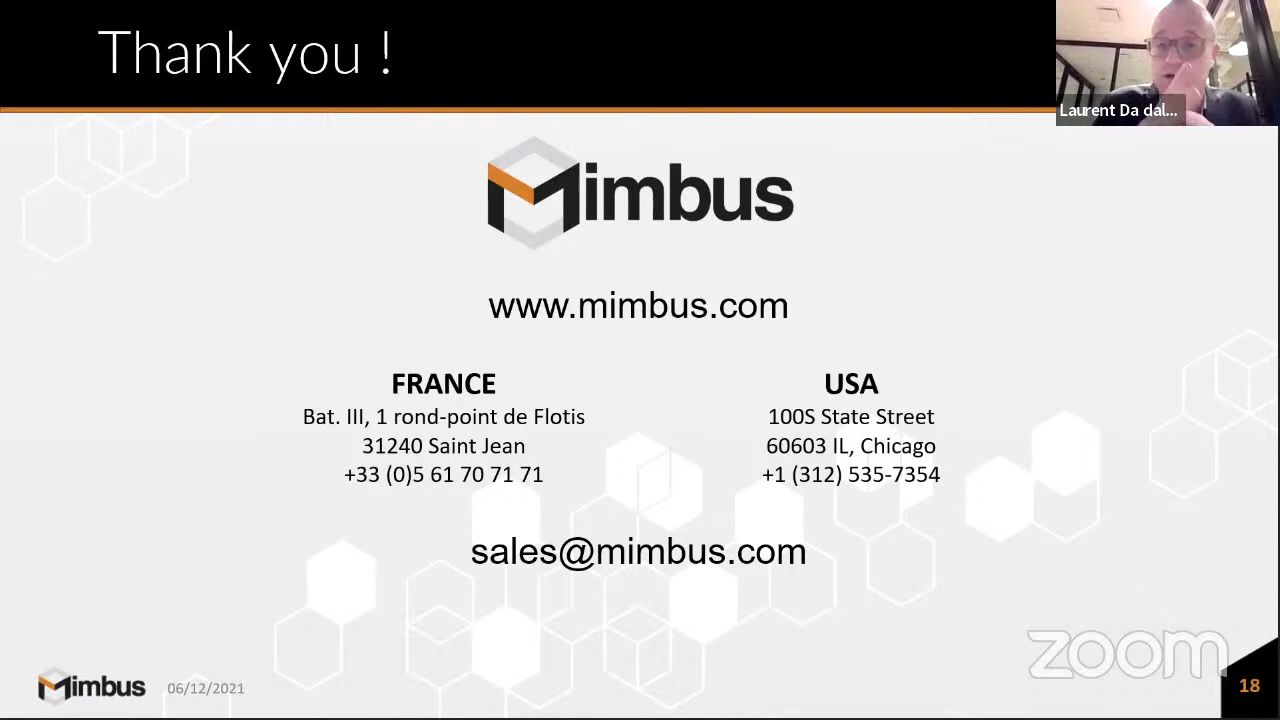 Thank you !
Laurent Da dal...
Mimbus
www.mimbus.com
FRANCE
Bat. III, 1 rond-point de Flotis
31240 Saint Jean
+33 (0)5 61 70 71 71
USA
100S State Street
60603 IL, Chicago
+1 (312) 535-7354
sales@mimbus.com
zoom
Mimbus
06/12/2021
18